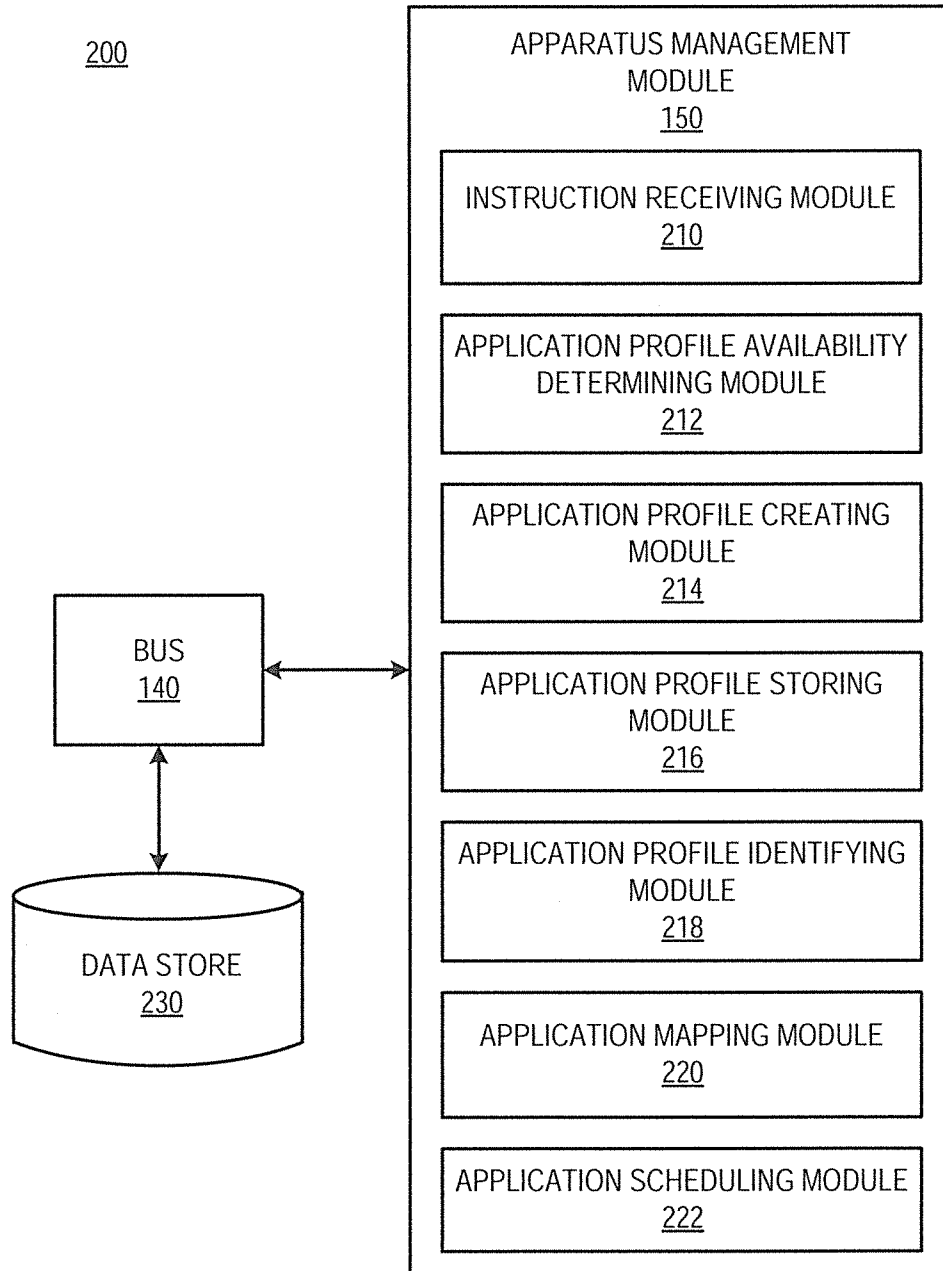 200
APPARATUS MANAGEMENT
MODULE
150
INSTRUCTION RECEIVING MODULE
210
APPLICATION PROFILE AVAILABILITY
DETERMINING MODULE
212
APPLICATION PROFILE CREATING
MODULE
214
BUS
140
APPLICATION PROFILE STORING
MODULE
216
APPLICATION PROFILE IDENTIFYING
MODULE
218
DATA STORE
230
APPLICATION MAPPING MODULE
220
APPLICATION SCHEDULING MODULE
222